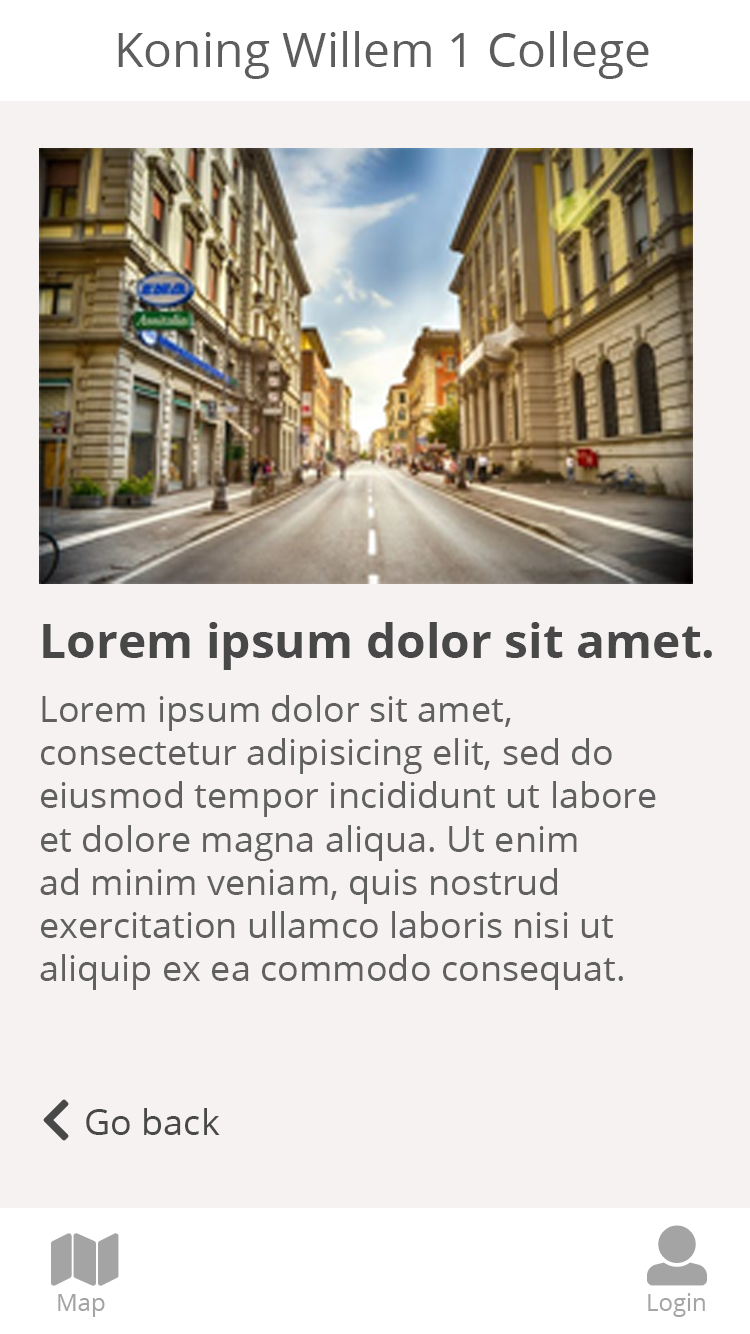 Koning Willem 1 College
Lorem ipsum dolor sit amet.
Lorem ipsum dolor sit amet,
consectetur adipisicing elit, sed do
eiusmod tempor incididunt ut labore
et dolore magna aliqua. Ut enim
ad minim veniam, quis nostrud
exercitation ullamco laboris nisi ut
aliquip ex ea commodo consequat.
Go back
Map
Login